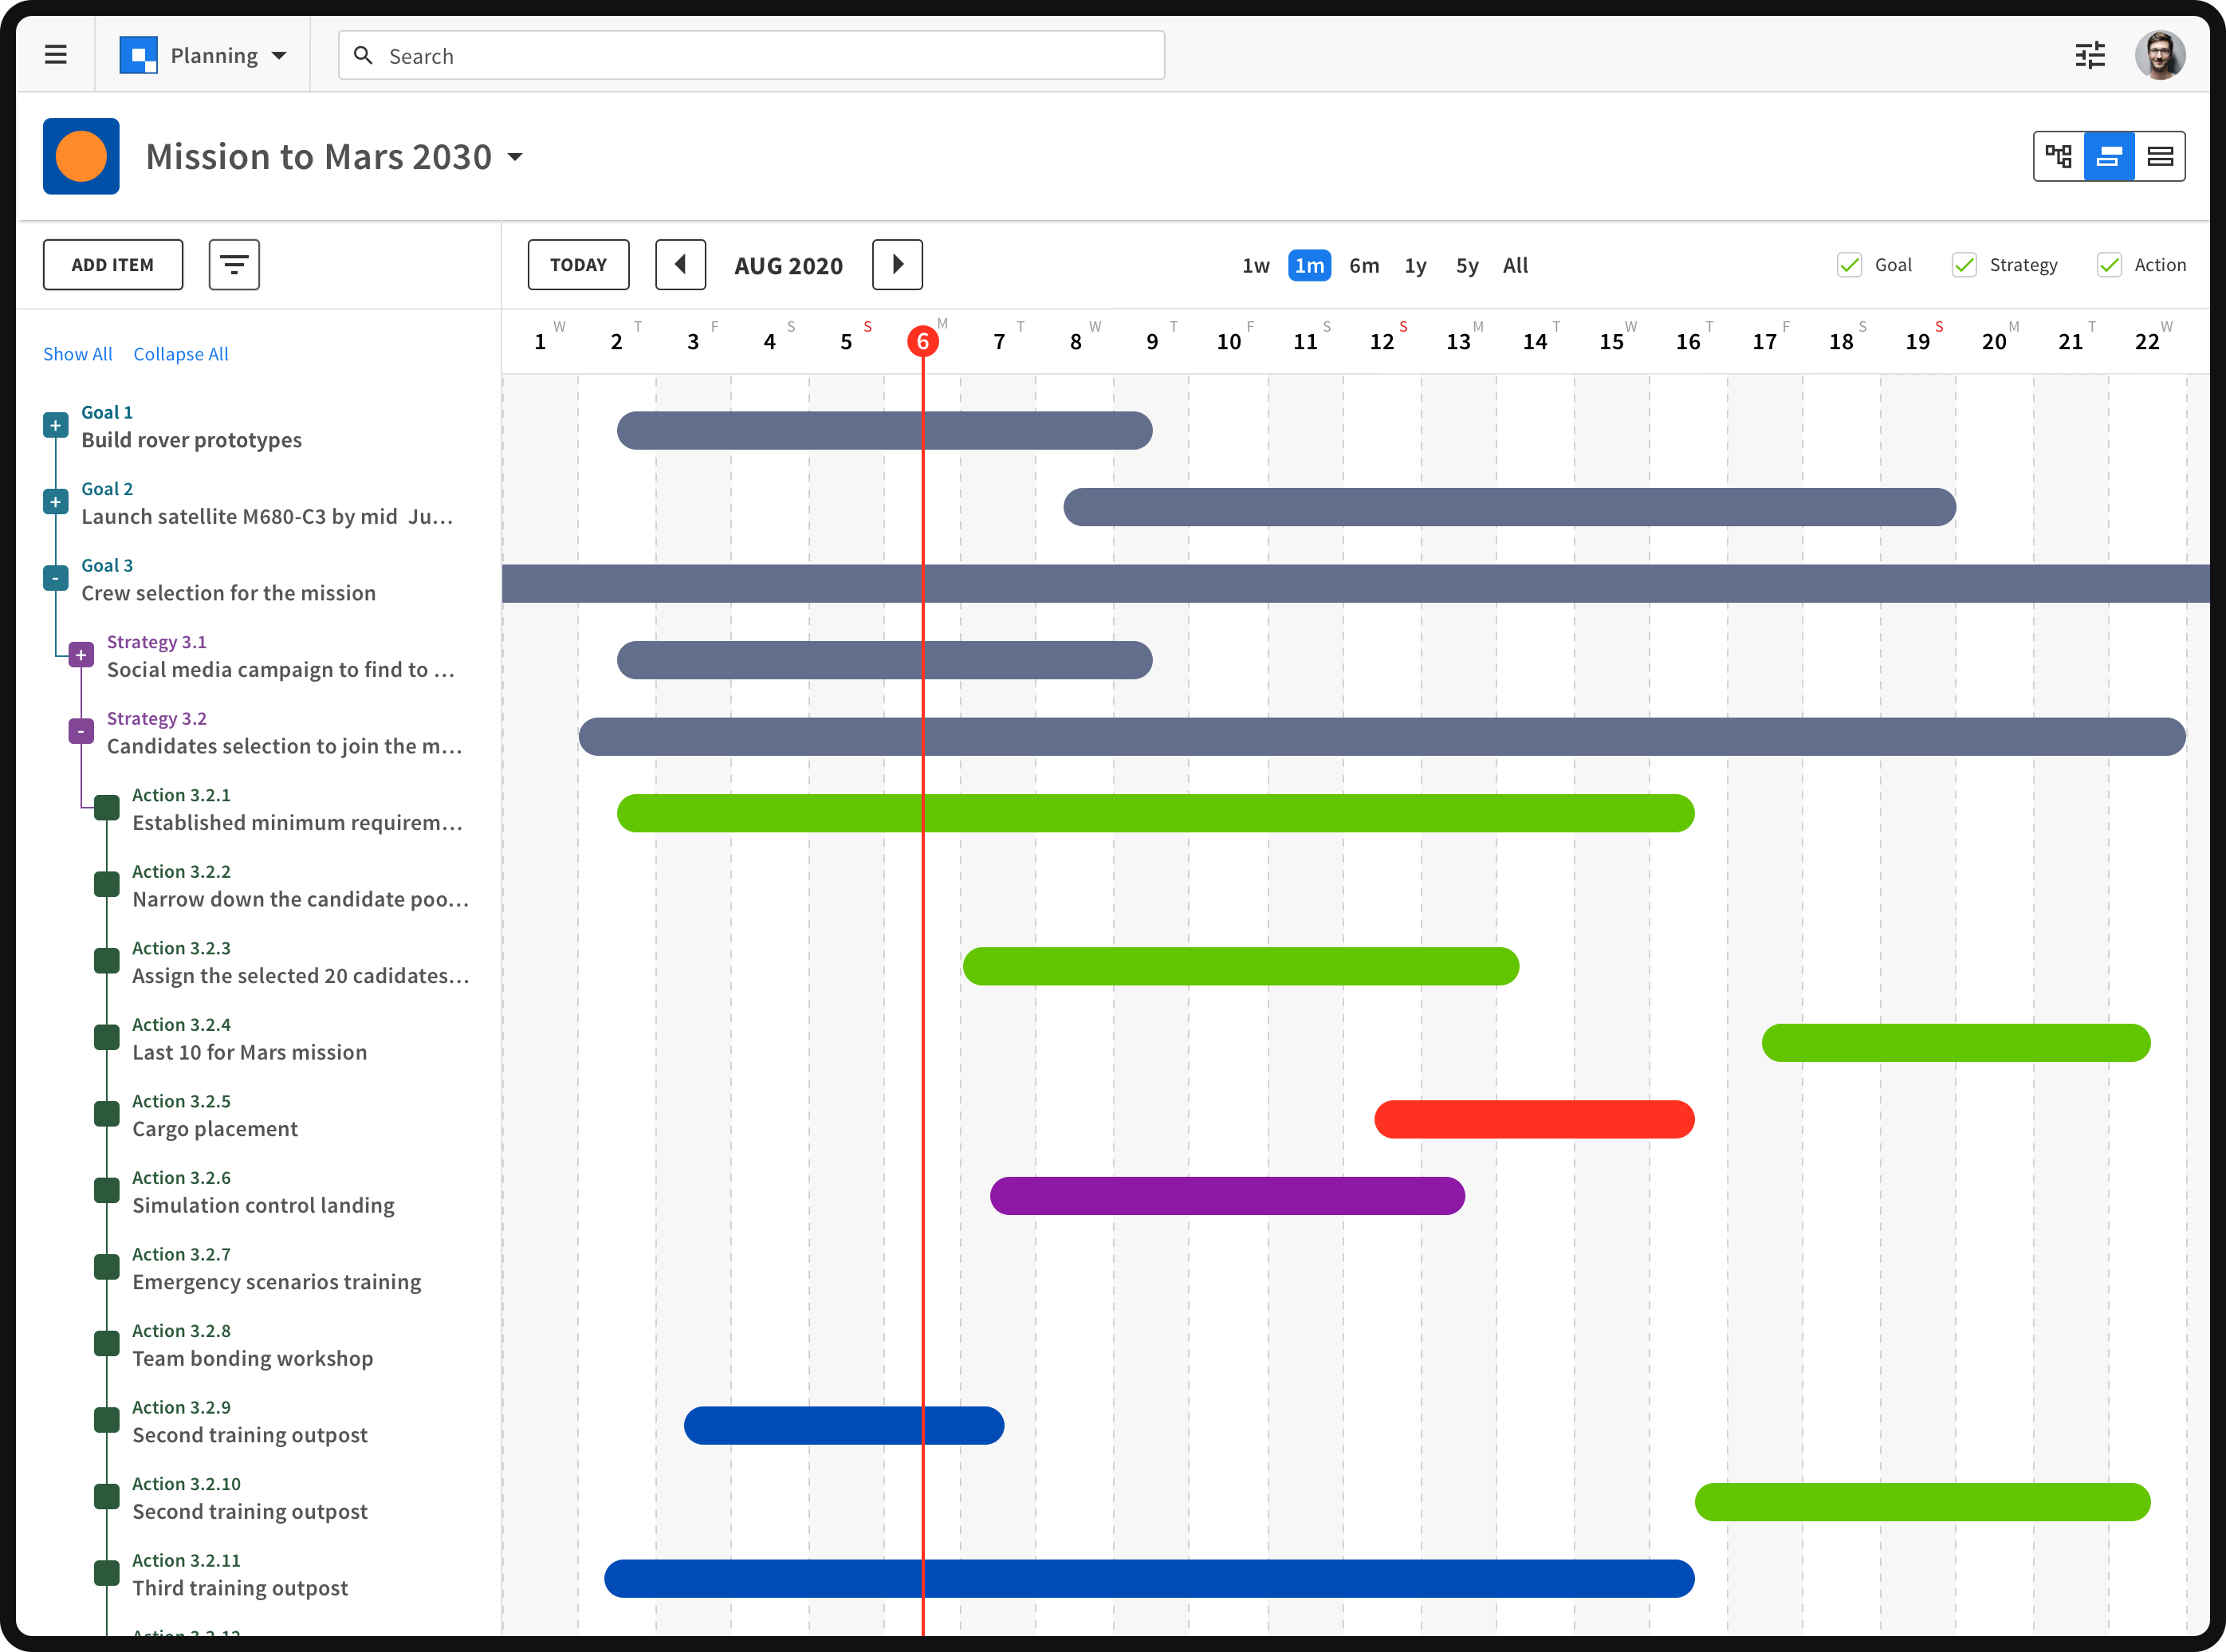 Planning
Search
Mission to Mars 2030
ADD ITEM
TODAY AUG 2020 1w 1m 6m 1y 5y All Goal Strategy Action
W T F S S M T W T F S S M T W T F S S M T W
1 2 3 4 5 6 7 8 9 10 11 12 13 14 15 16 17 18 19 20 21 22
Show All Collapse All
+ Goal 1
Build rover prototypes
+ Goal 2
Launch satellite M680-C3 by mid Ju...
- Goal 3
Crew selection for the mission
+ Strategy 3.1
Social media campaign to find to ...
- Strategy 3.2
Candidates selection to join the m...
Action 3.2.1
Established minimum requirem...
Action 3.2.2
Narrow down the candidate poo...
Action 3.2.3
Assign the selected 20 cadidates...
Action 3.2.4
Last 10 for Mars mission
Action 3.2.5
Cargo placement
Action 3.2.6
Simulation control landing
Action 3.2.7
Emergency scenarios training
Action 3.2.8
Team bonding workshop
Action 3.2.9
Second training outpost
Action 3.2.10
Second training outpost
Action 3.2.11
Third training outpost
Action 3.2.12